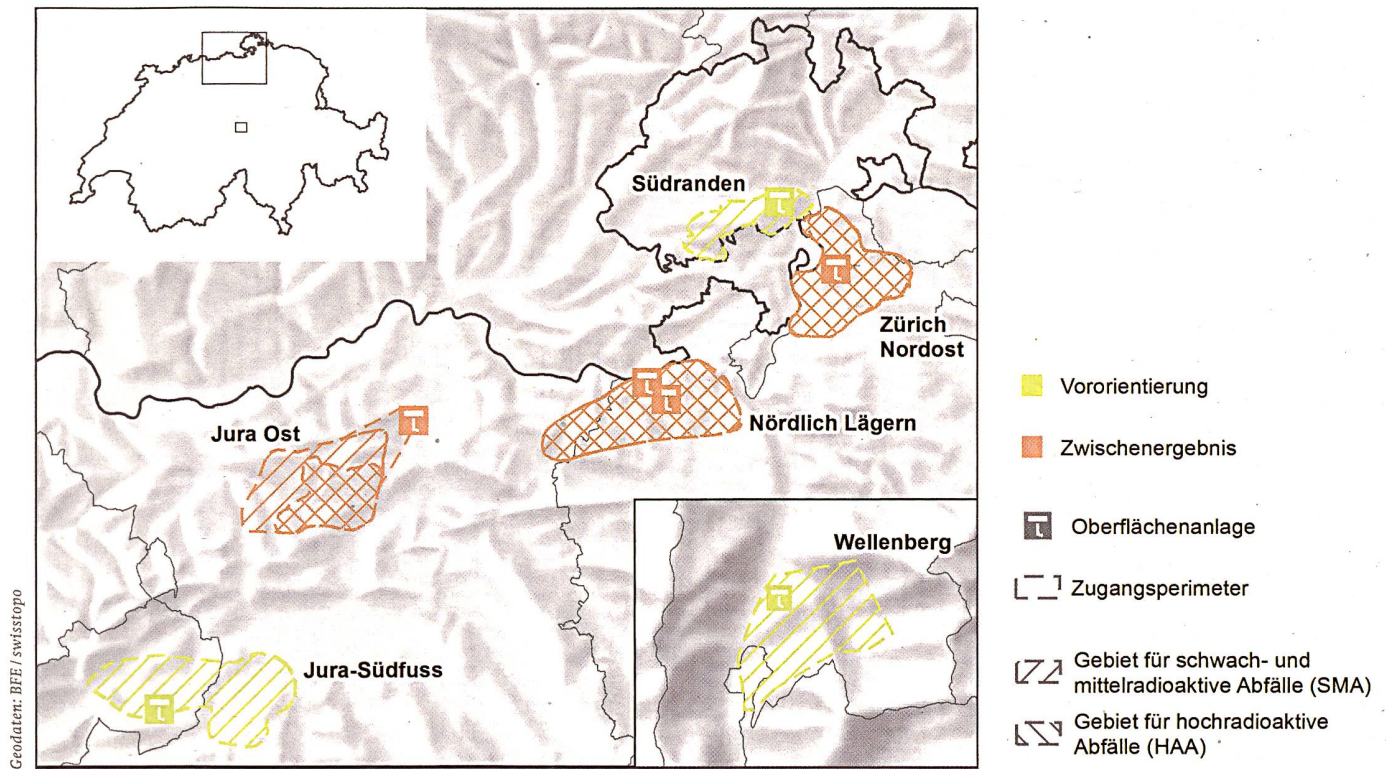 Südranden
Zürich
Nordost
Jura Ost
Nördlich Lägern
Wellenberg
Jura-Südfuss
Geodaten: BFE / swisstopo
Vororientierung
Zwischenergebnis
Oberflächenanlage
Zugangsperimeter
Gebiet für schwach- und
mittelradioaktive Abfälle (SMA)
Gebiet für hochradioaktive
Abfälle (HAA)